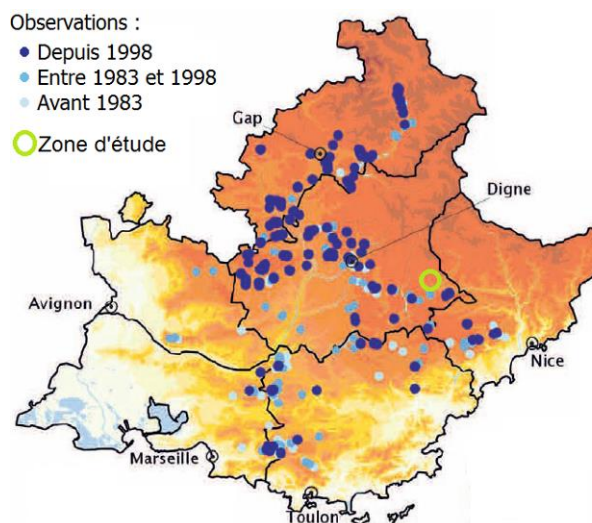 Observations :
Depuis 1998
Entre 1983 et 1998
Avant 1983
Zone d'étude
Gap
Digne
Avignon
Nice
Marseille
Toulon